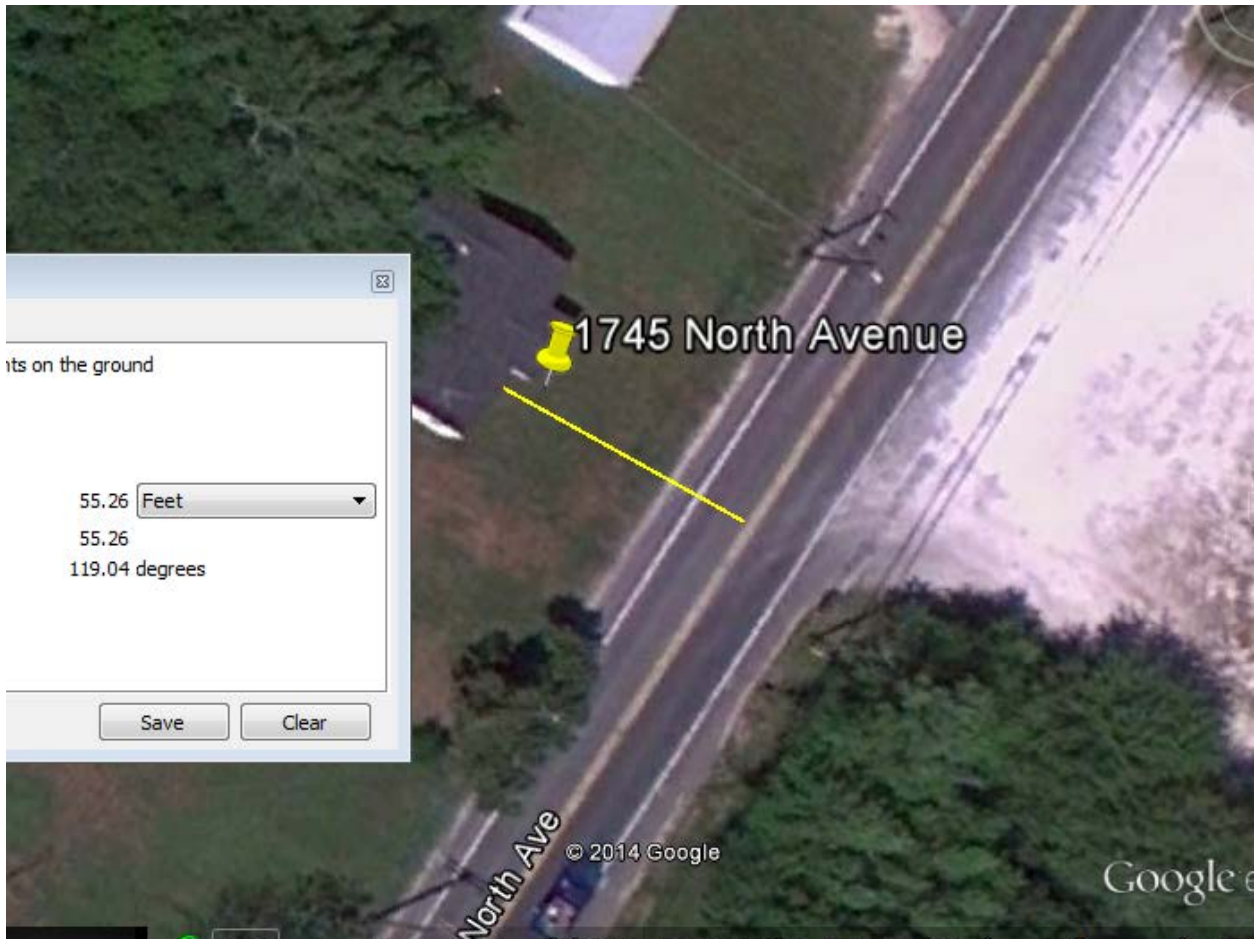 1745 North Avenue
nts on the ground
55.26 Feet
55.26
119.04 degrees
Save Clear
North Ave
© 2014 Google
Google